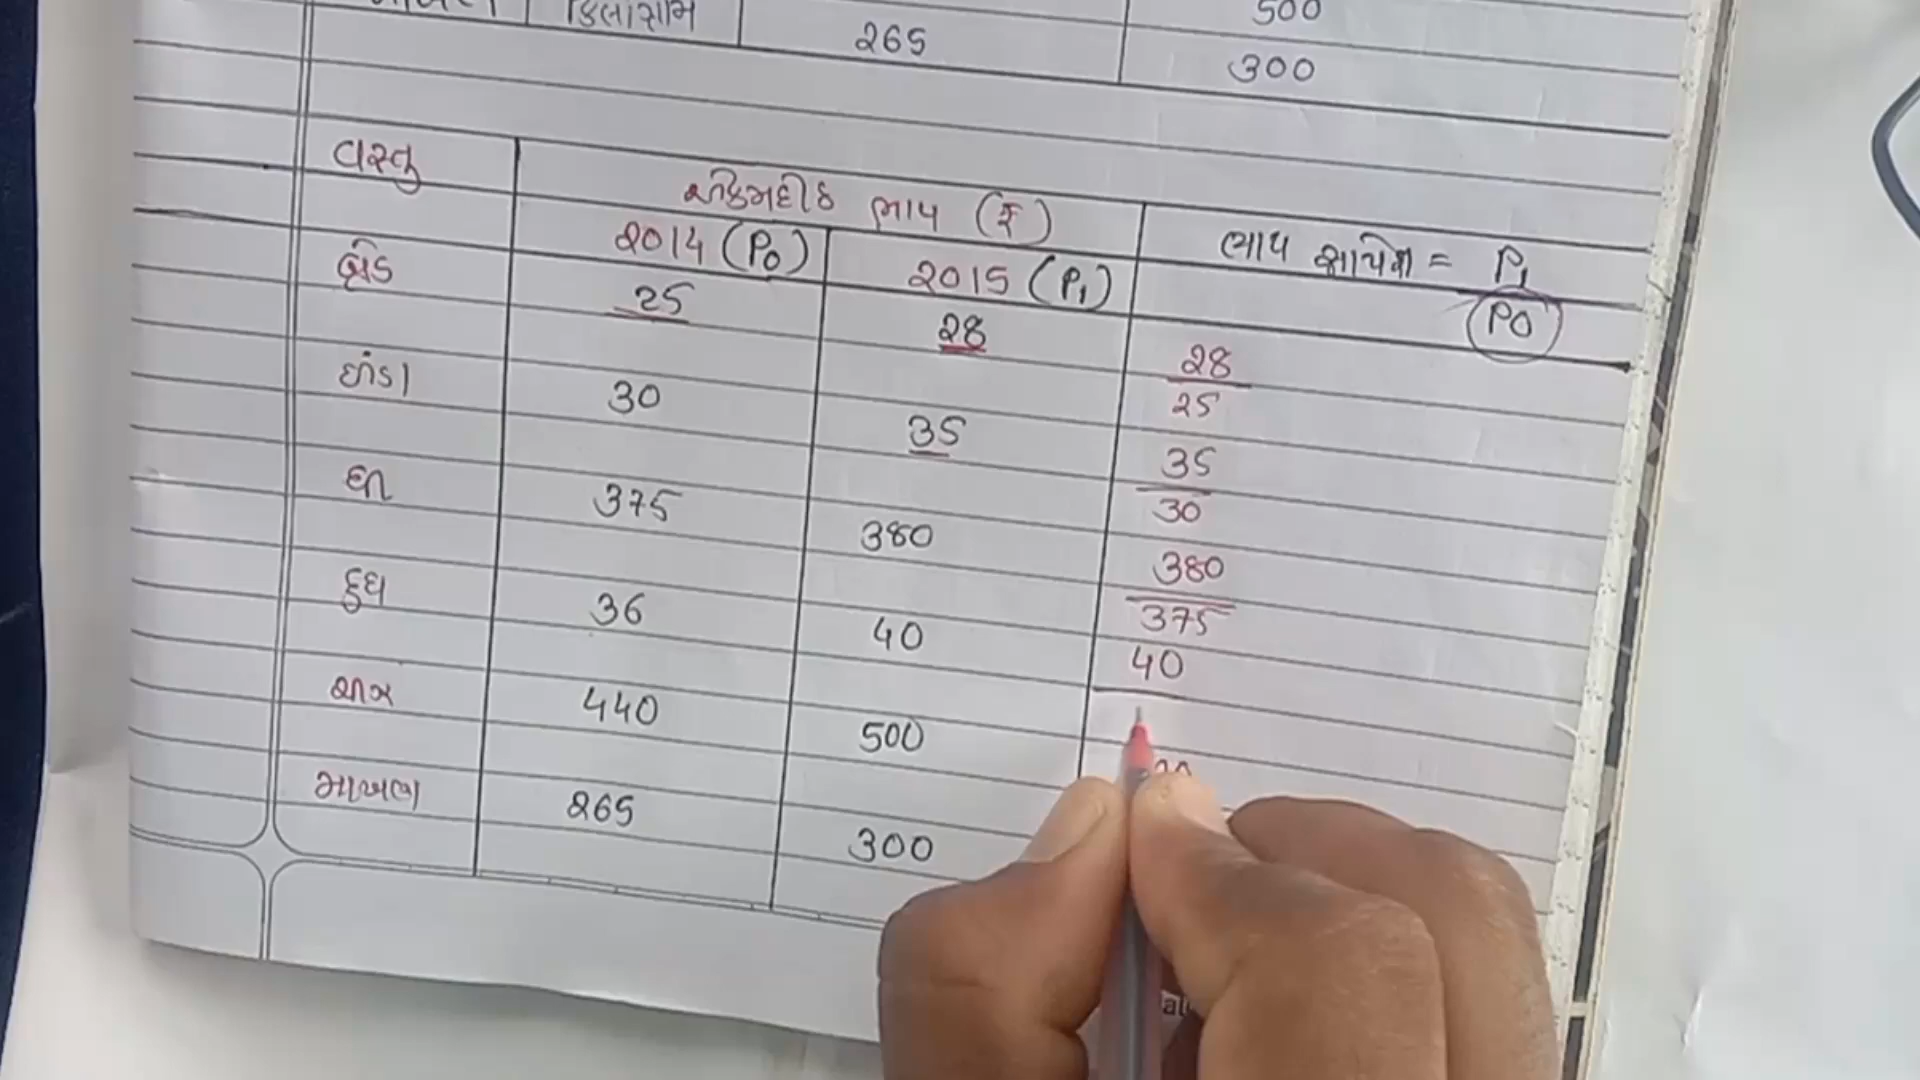 કિલોગ્રામ 500
265 300
વસ્તુ એકમદીઠ ભાવ (₹) ભાવ સાપેક્ષ = P₁/P0
2014 (P₀) 2015 (P₁)
બ્રેડ 25 28 28/25
ઈંડા 30 35 35/30
ઘી 375 380 380/375
દૂધ 36 40 40
440 500
માખણ 265 300